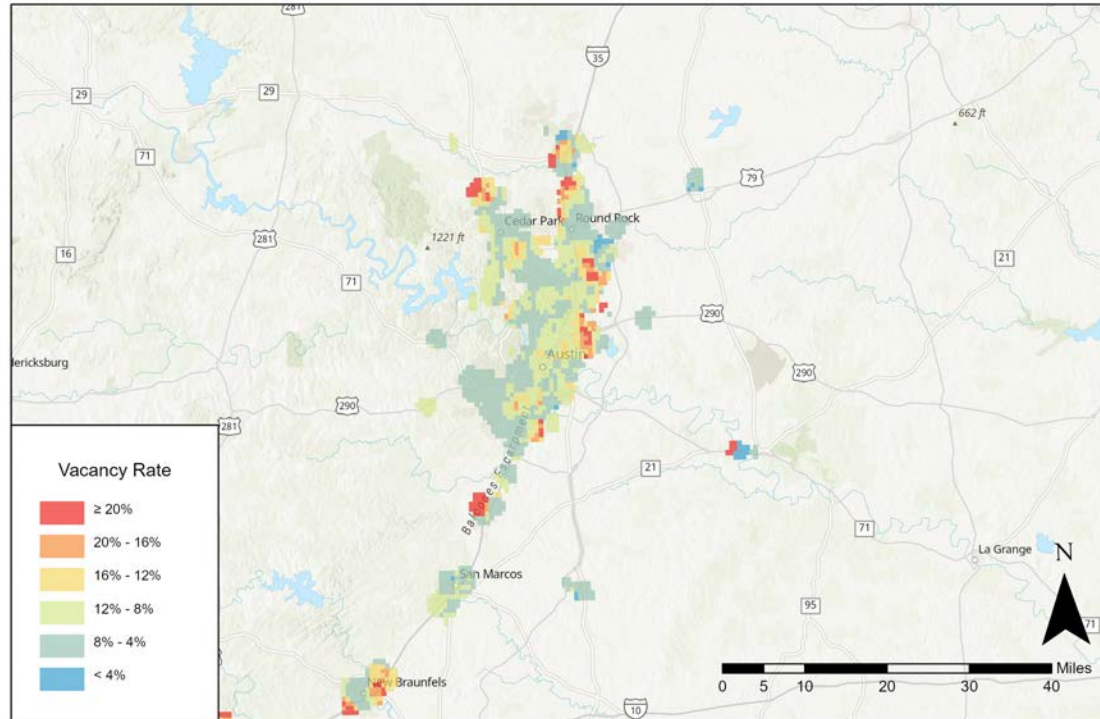 281
35
29
29
662 ft
71
79
Cedar Park
Round Rock
281
1221 ft
16
21
71
290
dericksburg
Austin
290
290
281
Balcones Escarpment
Vacancy Rate
21
≥ 20%
71
20% - 16%
La Grange
N
16% - 12%
San Marcos
12% - 8%
95
71
8% - 4%
Miles
< 4%
New Braunfels
0 5 10 20 30 40
10